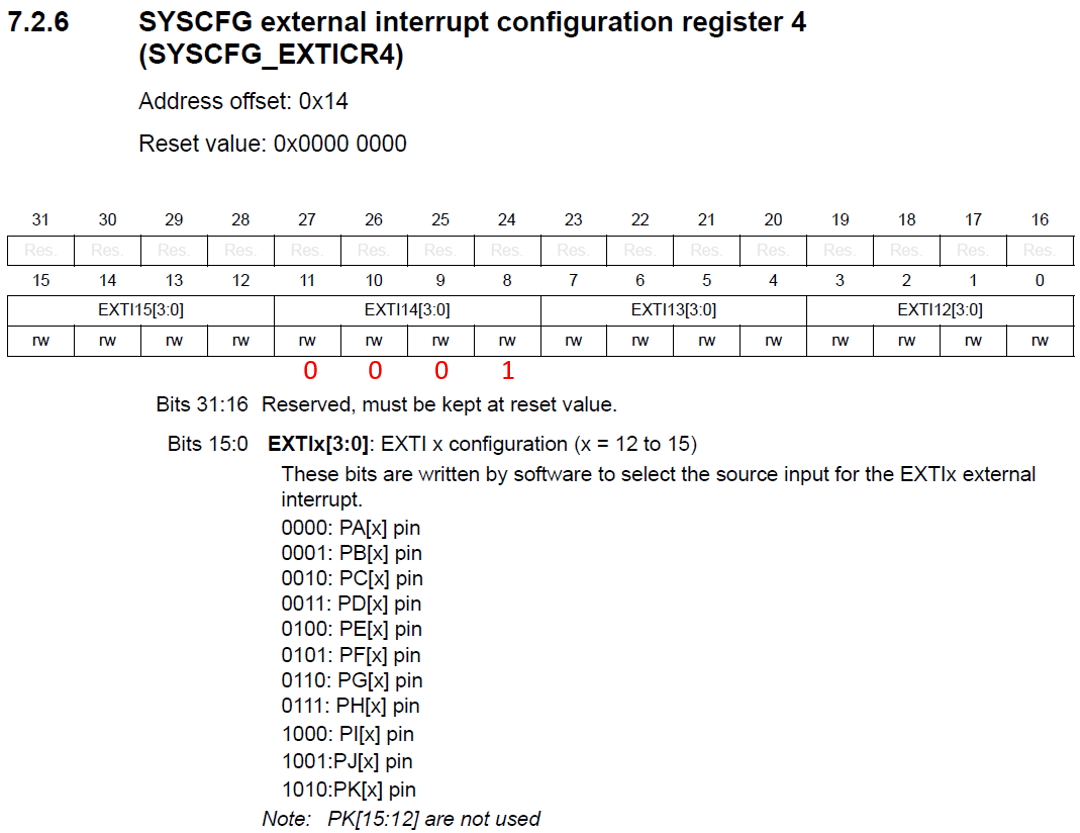 7.2.6 SYSCFG external interrupt configuration register 4
(SYSCFG_EXTICR4)
Address offset: 0x14
Reset value: 0x0000 0000
31 30 29 28 27 26 25 24 23 22 21 20 19 18 17 16
Res. Res. Res. Res. Res. Res. Res. Res. Res. Res. Res. Res. Res. Res. Res. Res.
15 14 13 12 11 10 9 8 7 6 5 4 3 2 1 0
EXTI15[3:0] EXTI14[3:0] EXTI13[3:0] EXTI12[3:0]
rw rw rw rw rw rw rw rw rw rw rw rw rw rw rw rw
0 0 0 1
Bits 31:16 Reserved, must be kept at reset value.
Bits 15:0 EXTIx[3:0]: EXTI x configuration (x = 12 to 15)
These bits are written by software to select the source input for the EXTIx external
interrupt.
0000: PA[x] pin
0001: PB[x] pin
0010: PC[x] pin
0011: PD[x] pin
0100: PE[x] pin
0101: PF[x] pin
0110: PG[x] pin
0111: PH[x] pin
1000: PI[x] pin
1001:PJ[x] pin
1010:PK[x] pin
Note: PK[15:12] are not used